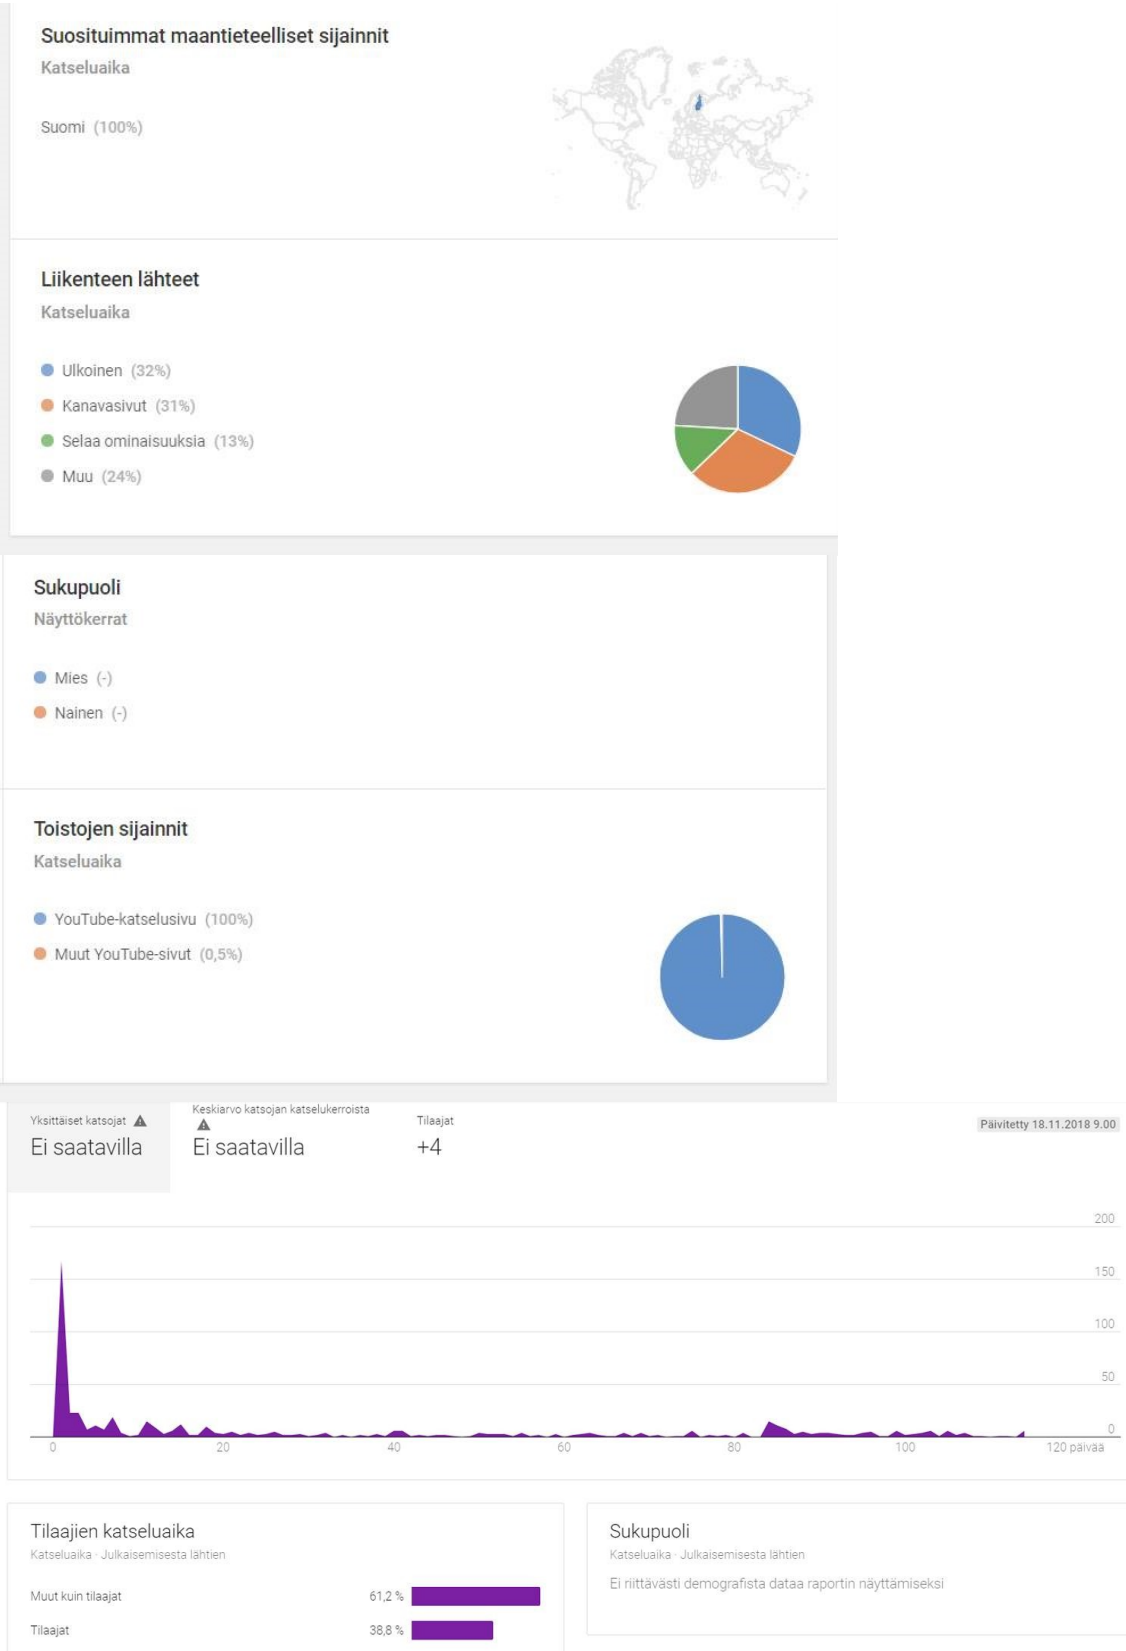 Suosituimmat maantieteelliset sijainnit
Katseluaika
Suomi (100%)
Liikenteen lähteet
Katseluaika
Ulkoinen (32%)
Kanavasivut (31%)
Selaa ominaisuuksia (13%)
Muu (24%)
Sukupuoli
Näyttökerrat
Mies (-)
Nainen (-)
Toistojen sijainnit
Katseluaika
YouTube-katselusivu (100%)
Muut YouTube-sivut (0,5%)
Yksittäiset katsojat
Ei saatavilla
Keskiarvo katsojan katselukerroista
Ei saatavilla
Tilaajat
+4
Päivitetty 18.11.2018 9.00
200
150
100
50
0
0 20 40 60 80 100 120 päivää
Tilaajien katseluaika
Katseluaika · Julkaisemisesta lähtien
Muut kuin tilaajat 61,2 %
Tilaajat 38,8 %
Sukupuoli
Katseluaika · Julkaisemisesta lähtien
Ei riittävästi demografista dataa raportin näyttämiseksi